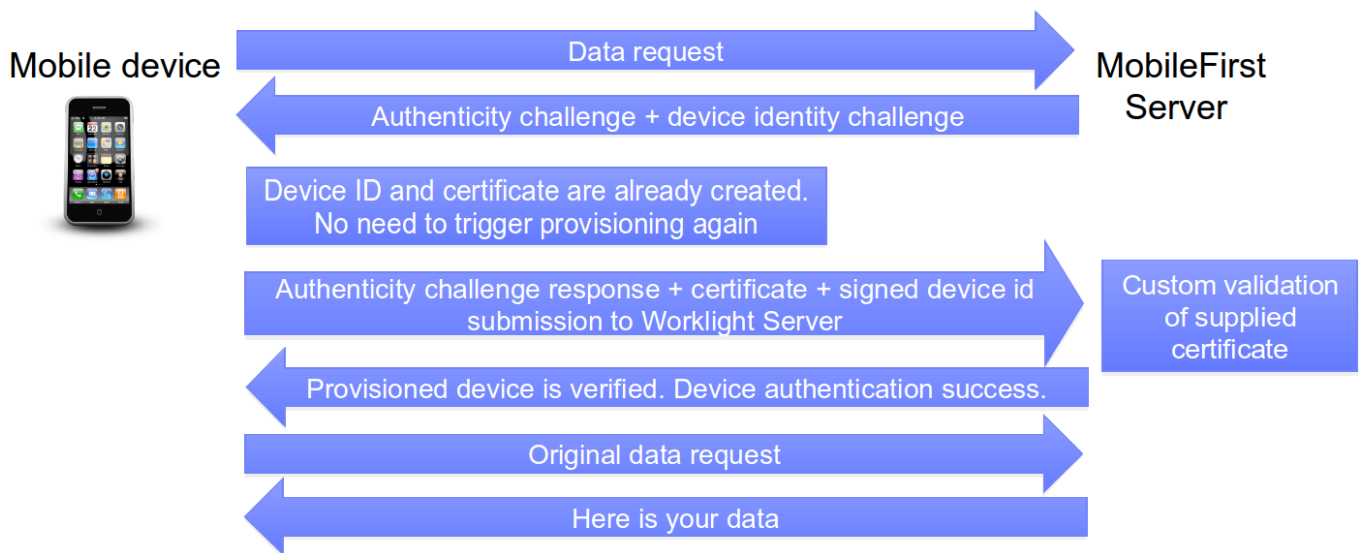 Data request
Mobile device
MobileFirst
Server
Authenticity challenge + device identity challenge
Device ID and certificate are already created.
No need to trigger provisioning again
Authenticity challenge response + certificate + signed device id
submission to Worklight Server
Custom validation
of supplied
certificate
Provisioned device is verified. Device authentication success.
Original data request
Here is your data